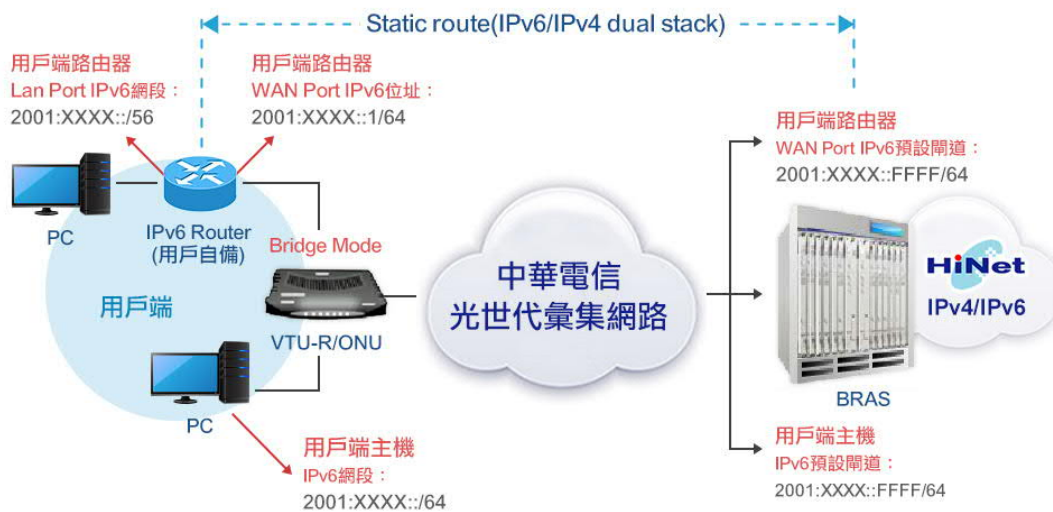 Static route(IPv6/IPv4 dual stack)
用戶端路由器
Lan Port IPv6網段：
2001:XXXX::/56
用戶端路由器
WAN Port IPv6位址：
2001:XXXX::1/64
用戶端路由器
WAN Port IPv6預設閘道：
2001:XXXX::FFFF/64
PC
IPv6 Router
(用戶自備)
Bridge Mode
用戶端
VTU-R/ONU
中華電信
光世代彙集網路
HiNet
IPv4/IPv6
BRAS
PC
用戶端主機
IPv6網段：
2001:XXXX::/64
用戶端主機
IPv6預設閘道：
2001:XXXX::FFFF/64